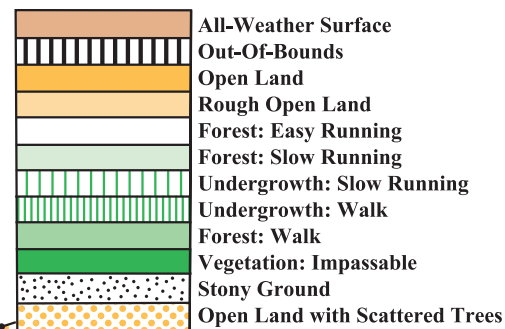 All-Weather Surface
Out-Of-Bounds
Open Land
Rough Open Land
Forest: Easy Running
Forest: Slow Running
Undergrowth: Slow Running
Undergrowth: Walk
Forest: Walk
Vegetation: Impassable
Stony Ground
Open Land with Scattered Trees